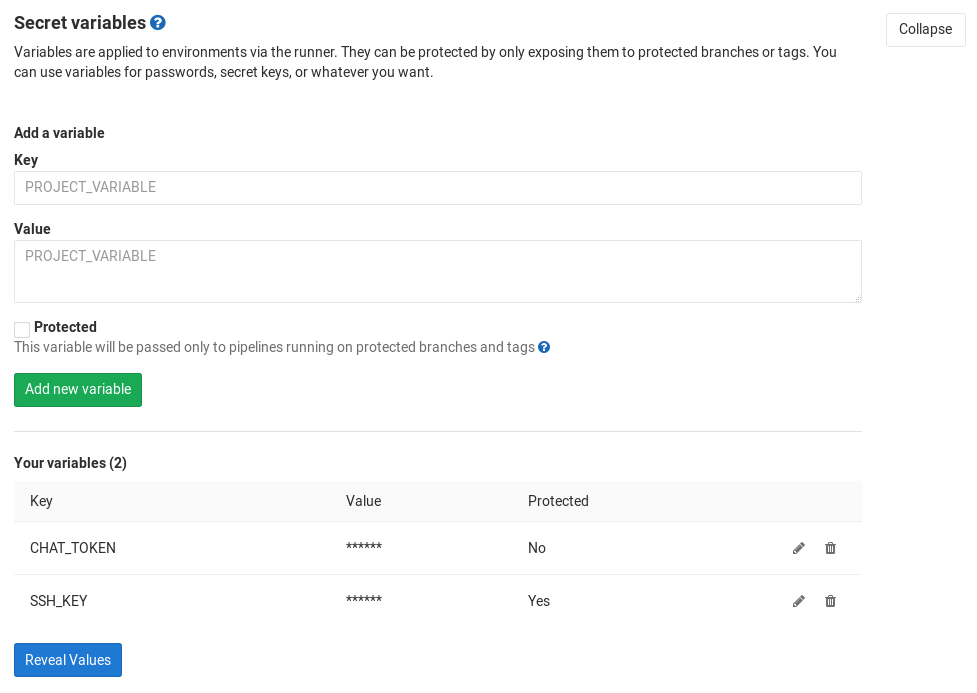 Secret variables
Collapse
Variables are applied to environments via the runner. They can be protected by only exposing them to protected branches or tags. You
can use variables for passwords, secret keys, or whatever you want.
Add a variable
Key
PROJECT_VARIABLE
Value
PROJECT_VARIABLE
Protected
This variable will be passed only to pipelines running on protected branches and tags
Add new variable
Your variables (2)
Key Value Protected
CHAT_TOKEN ****** No
SSH_KEY ****** Yes
Reveal Values